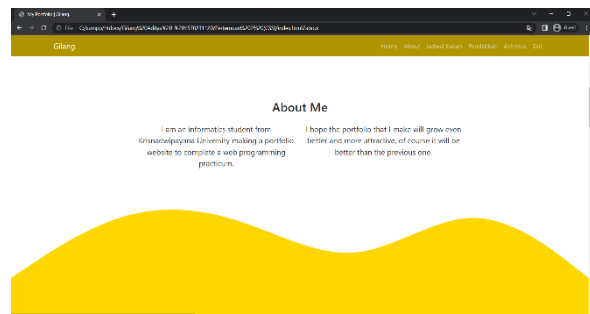 My Portfolio | Gilang.
File
Guest
Gilang.
Home About Jadwal Kuliah Pendidikan
About Me
I am an informatics student from
Krisnadwipayana University making a portfolio
website to complete a web programming
practicum.
I hope the portfolio that I make will grow even
better and more attractive, of course it will be
better than the previous one.